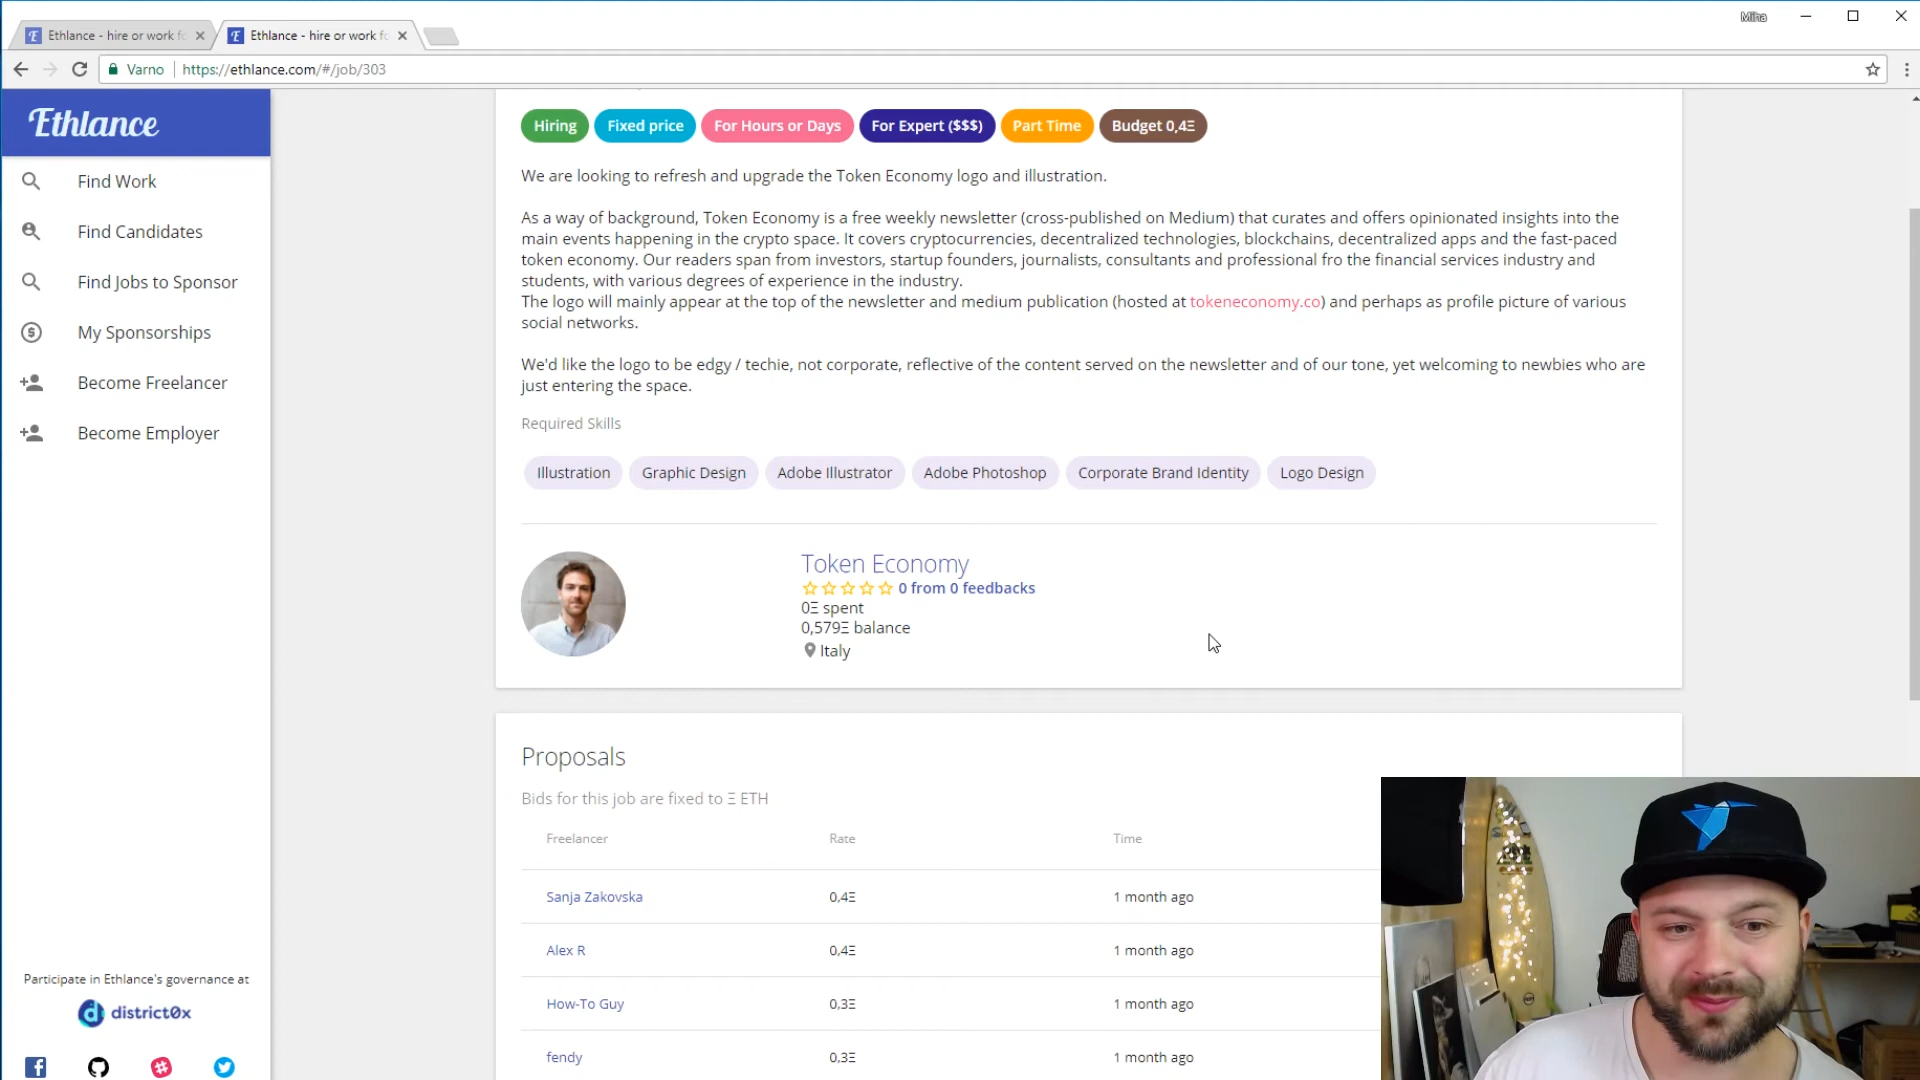 Miha
Ethlance - hire or work fo
Ethlance - hire or work fo
Varno
https://ethlance.com/#/job/303
Ethlance
Find Work
Find Candidates
Find Jobs to Sponsor
My Sponsorships
Become Freelancer
Become Employer
Participate in Ethlance's governance at
district0x
Hiring
Fixed price
For Hours or Days
For Expert ($$$)
Part Time
Budget 0,4Ξ
We are looking to refresh and upgrade the Token Economy logo and illustration.
As a way of background, Token Economy is a free weekly newsletter (cross-published on Medium) that curates and offers opinionated insights into the
main events happening in the crypto space. It covers cryptocurrencies, decentralized technologies, blockchains, decentralized apps and the fast-paced
token economy. Our readers span from investors, startup founders, journalists, consultants and professional fro the financial services industry and
students, with various degrees of experience in the industry.
The logo will mainly appear at the top of the newsletter and medium publication (hosted at tokeneconomy.co) and perhaps as profile picture of various
social networks.
We'd like the logo to be edgy / techie, not corporate, reflective of the content served on the newsletter and of our tone, yet welcoming to newbies who are
just entering the space.
Required Skills
Illustration
Graphic Design
Adobe Illustrator
Adobe Photoshop
Corporate Brand Identity
Logo Design
Token Economy
0 from 0 feedbacks
0Ξ spent
0,579Ξ balance
Italy
Proposals
Bids for this job are fixed to Ξ ETH
Freelancer Rate Time
Sanja Zakovska 0,4Ξ 1 month ago
Alex R 0,4Ξ 1 month ago
How-To Guy 0,3Ξ 1 month ago
fendy 0,3Ξ 1 month ago